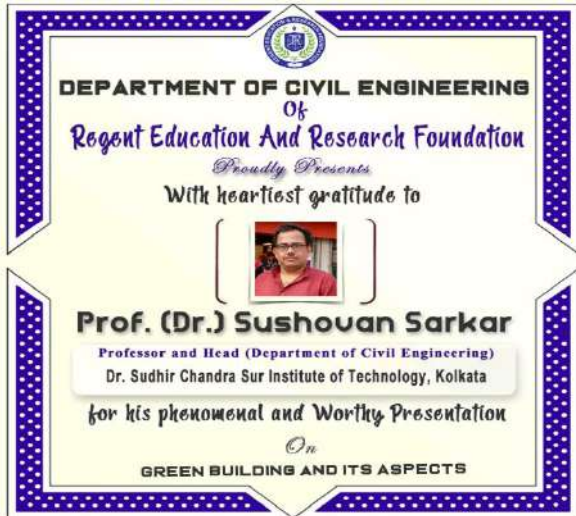 DEPARTMENT OF CIVIL ENGINEERING
Of
Regent Education And Research Foundation
Proudly Presents
With heartiest gratitude to
Prof. (Dr.) Sushovan Sarkar
Professor and Head (Department of Civil Engineering)
Dr. Sudhir Chandra Sur Institute of Technology, Kolkata
for his phenomenal and Worthy Presentation
On
GREEN BUILDING AND ITS ASPECTS